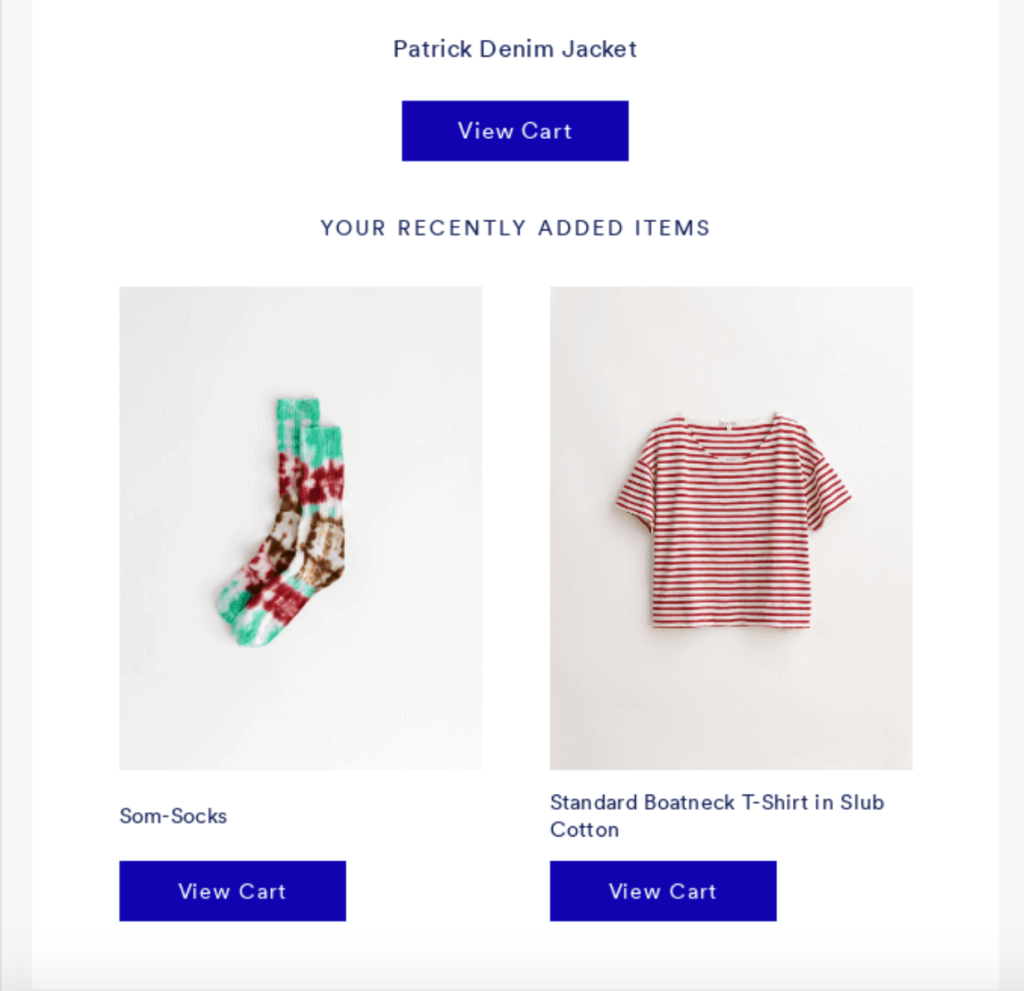 Patrick Denim Jacket
View Cart
YOUR RECENTLY ADDED ITEMS
Som-Socks
View Cart
Standard Boatneck T-Shirt in Slub
Cotton
View Cart